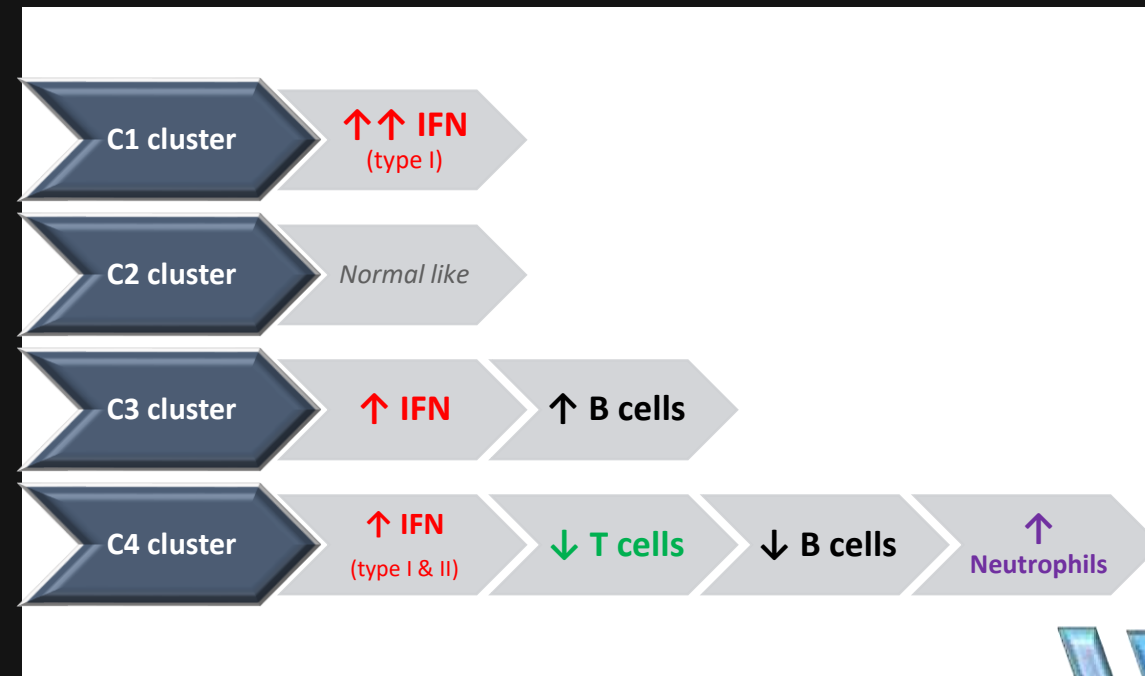 C1 cluster
↑↑ IFN
(type I)
C2 cluster
Normal like
C3 cluster
↑ IFN
↑ B cells
C4 cluster
↑ IFN
(type I & II)
↓ T cells
↓ B cells
↑
Neutrophils